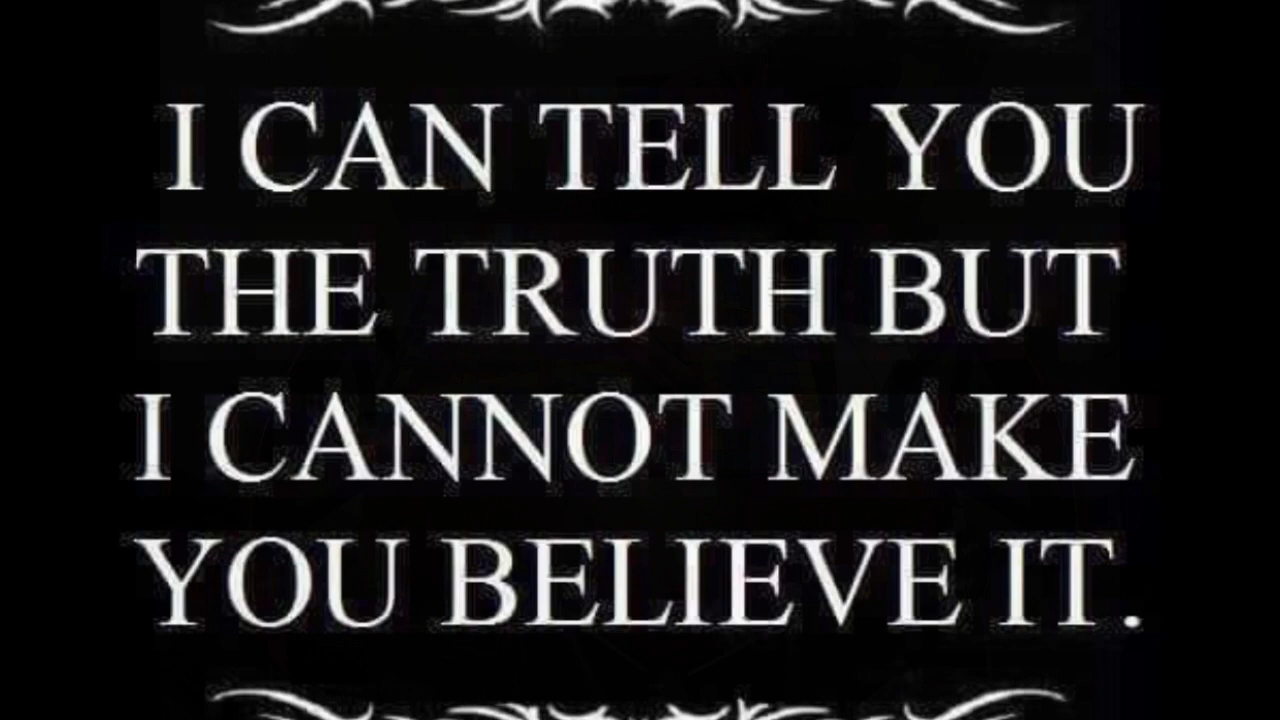 I CAN TELL YOU
THE TRUTH BUT
I CANNOT MAKE
YOU BELIEVE IT.